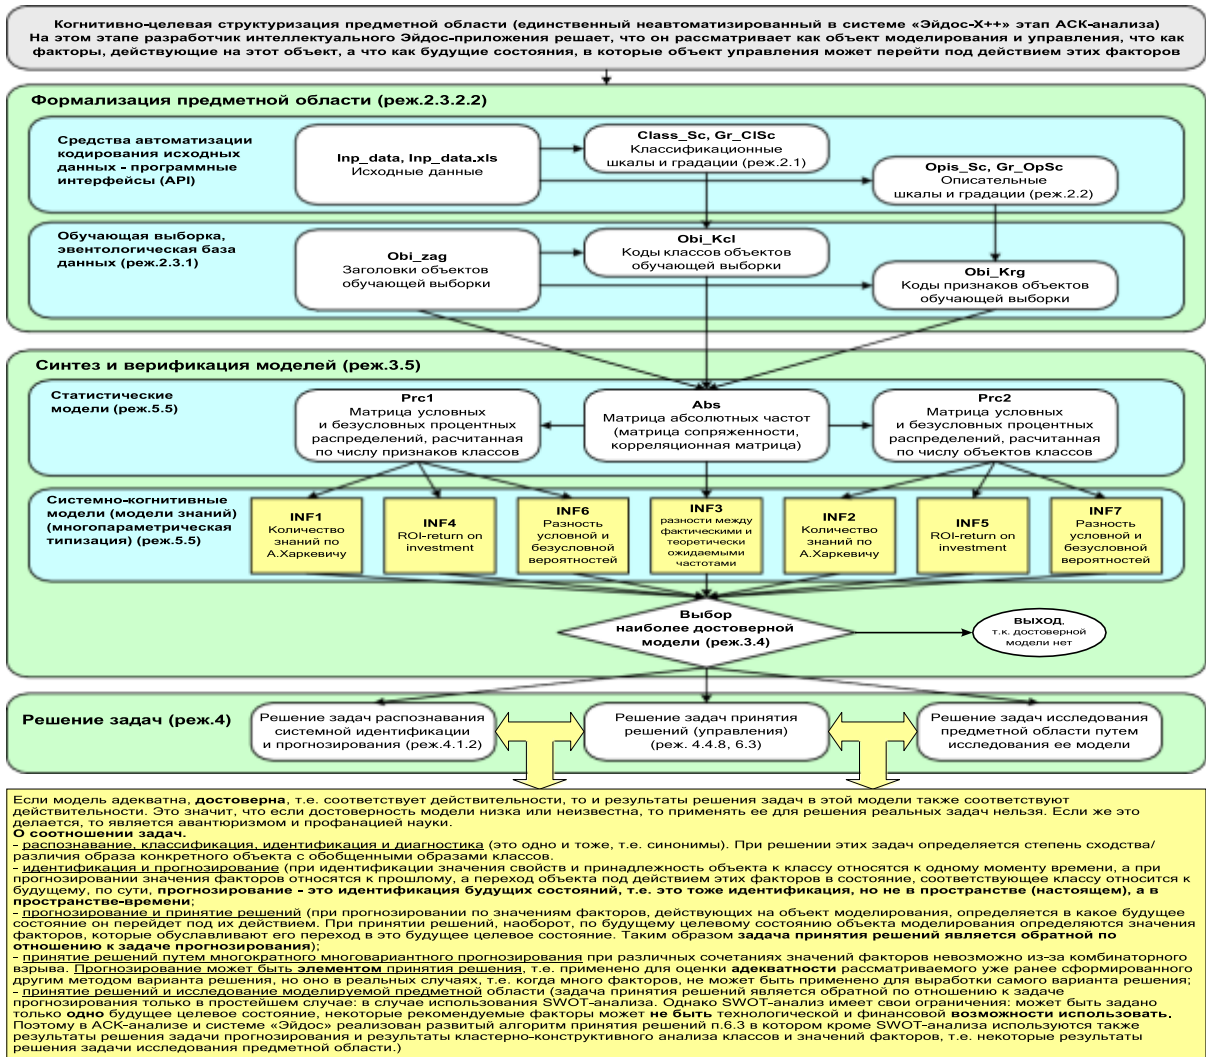 Когнитивно-целевая структуризация предметной области (единственный неавтоматизированный в системе «Эйдос-X++» этап АСК-анализа)
На этом этапе разработчик интеллектуального Эйдос-приложения решает, что он рассматривает как объект моделирования и управления, что как
факторы, действующие на этот объект, а что как будущие состояния, в которые объект управления может перейти под действием этих факторов
Формализация предметной области (реж.2.3.2.2)
Средства автоматизации
кодирования исходных
данных - программные
интерфейсы (API)
Inp_data, Inp_data.xls
Исходные данные
Class_Sc, Gr_ClSc
Классификационные
шкалы и градации (реж.2.1)
Opis_Sc, Gr_OpSc
Описательные
шкалы и градации (реж.2.2)
Обучающая выборка,
эвентологическая база
данных (реж.2.3.1)
Obi_zag
Заголовки объектов
обучающей выборки
Obi_Kcl
Коды классов объектов
обучающей выборки
Obi_Krg
Коды признаков объектов
обучающей выборки
Синтез и верификация моделей (реж.3.5)
Статистические
модели (реж.5.5)
Prc1
Матрица условных
и безусловных процентных
распределений, расчитанная
по числу признаков классов
Abs
Матрица абсолютных частот
(матрица сопряженности,
корреляционная матрица)
Prc2
Матрица условных
и безусловных процентных
распределений, расчитанная
по числу объектов классов
Системно-когнитивные
модели (модели знаний)
(многопараметрическая
типизация) (реж.5.5)
INF1
Количество
знаний по
А.Харкевичу
INF4
ROI-return on
investment
INF6
Разность
условной и
безусловной
вероятностей
INF3
разности между
фактическими и
теоретически
ожидаемыми
частотами
INF2
Количество
знаний по
А.Харкевичу
INF5
ROI-return on
investment
INF7
Разность
условной и
безусловной
вероятностей
Выбор
наиболее достоверной
модели (реж.3.4)
ВЫХОД,
т.к. достоверной
модели нет
Решение задач (реж.4)
Решение задач распознавания
системной идентификации
и прогнозирования (реж.4.1.2)
Решение задач принятия
решений (управления)
(реж. 4.4.8, 6.3)
Решение задач исследования
предметной области путем
исследования ее модели
Если модель адекватна, достоверна, т.е. соответствует действительности, то и результаты решения задач в этой модели также соответствуют
действительности. Это значит, что если достоверность модели низка или неизвестна, то применять ее для решения реальных задач нельзя. Если же это
делается, то является авантюризмом и профанацией науки.
О соотношении задач.
- распознавание, классификация, идентификация и диагностика (это одно и тоже, т.е. синонимы). При решении этих задач определяется степень сходства/
различия образа конкретного объекта с обобщенными образами классов.
- идентификация и прогнозирование (при идентификации значения свойств и принадлежность объекта к классу относятся к одному моменту времени, а при
прогнозировании значения факторов относятся к прошлому, а переход объекта под действием этих факторов в состояние, соответствующее классу относится к
будущему, по сути, прогнозирование - это идентификация будущих состояний, т.е. это тоже идентификация, но не в пространстве (настоящем), а в
пространстве-времени;
- прогнозирование и принятие решений (при прогнозировании по значениям факторов, действующих на объект моделирования, определяется в какое будущее
состояние он перейдет под их действием. При принятии решений, наоборот, по будущему целевому состоянию объекта моделирования определяются значения
факторов, которые обуславливают его переход в это будущее целевое состояние. Таким образом задача принятия решений является обратной по
отношению к задаче прогнозирования);
- принятие решений путем многократного многовариантного прогнозирования при различных сочетаниях значений факторов невозможно из-за комбинаторного
взрыва. Прогнозирование может быть элементом принятия решения, т.е. применено для оценки адекватности рассматриваемого уже ранее сформированного
другим методом варианта решения, но оно в реальных случаях, т.е. когда много факторов, не может быть применено для выработки самого варианта решения;
- принятие решений и исследование моделируемой предметной области (задача принятия решений является обратной по отношению к задаче
прогнозирования только в простейшем случае: в случае использования SWOT-анализа. Однако SWOT-анализ имеет свои ограничения: может быть задано
только одно будущее целевое состояние, некоторые рекомендуемые факторы может не быть технологической и финансовой возможности использовать.
Поэтому в АСК-анализе и системе «Эйдос» реализован развитый алгоритм принятия решений п.6.3 в котором кроме SWOT-анализа используются также
результаты решения задачи прогнозирования и результаты кластерно-конструктивного анализа классов и значений факторов, т.е. некоторые результаты
решения задачи исследования предметной области.)